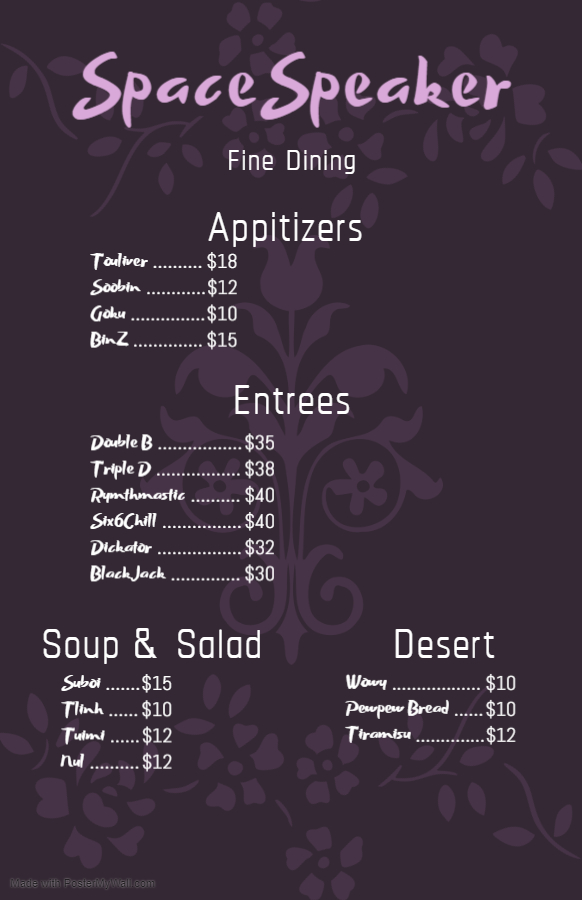 SpaceSpeaker
Fine Dining
Appitizers
Touliver .......... $18
Soobin ............ $12
Goku ............... $10
BinZ .............. $15
Entrees
Double B .................. $35
Triple D .................. $38
Rymthmastic .......... $40
Six6Chill ................. $40
Dickator .................. $32
BlackJack .............. $30
Soup & Salad
Suboi .......$15
Tlinh ...... $10
Tuimi ...... $12
Nul .......... $12
Desert
Wowy ................... $10
Pewpew Bread ...... $10
Tiramisu ...............$12
Made with PosterMyWall.com